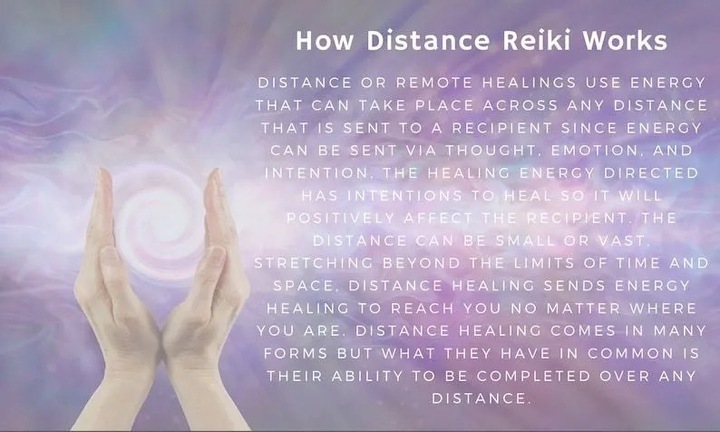 How Distance Reiki Works
DISTANCE OR REMOTE HEALINGS USE ENERGY
THAT CAN TAKE PLACE ACROSS ANY DISTANCE
THAT IS SENT TO A RECIPIENT SINCE ENERGY
CAN BE SENT VIA THOUGHT, EMOTION, AND
INTENTION. THE HEALING ENERGY DIRECTED
HAS INTENTIONS TO HEAL SO IT WILL
POSITIVELY AFFECT THE RECIPIENT. THE
DISTANCE CAN BE SMALL OR VAST,
STRETCHING BEYOND THE LIMITS OF TIME AND
SPACE. DISTANCE HEALING SENDS ENERGY
HEALING TO REACH YOU NO MATTER WHERE
YOU ARE. DISTANCE HEALING COMES IN MANY
FORMS BUT WHAT THEY HAVE IN COMMON IS
THEIR ABILITY TO BE COMPLETED OVER ANY
DISTANCE.